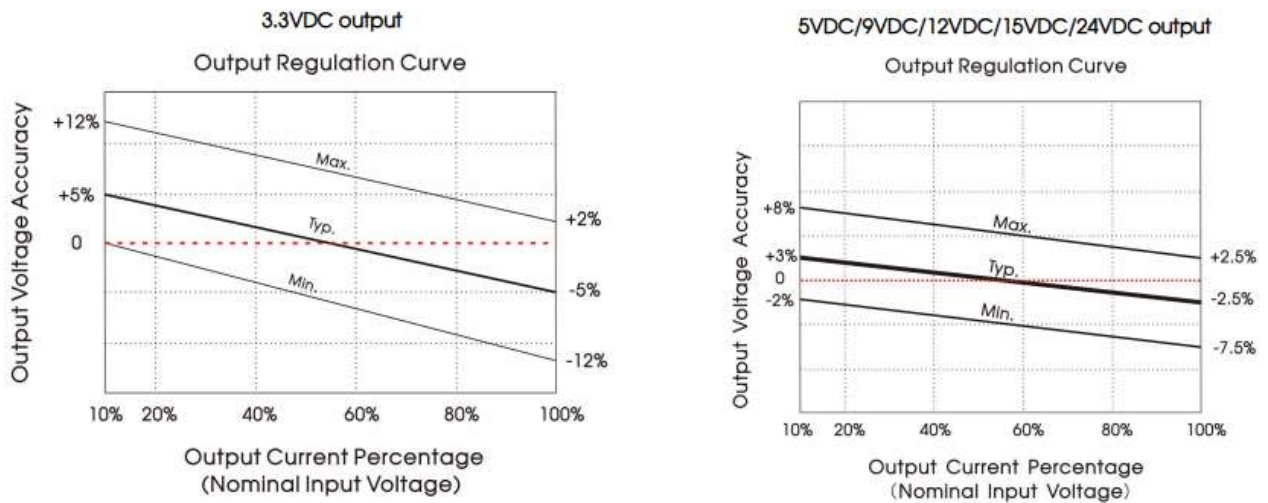 3.3VDC output
Output Regulation Curve
Output Voltage Accuracy
+12%
+5%
0
Max.
Typ.
Min.
+2%
-5%
-12%
10% 20% 40% 60% 80% 100%
Output Current Percentage
(Nominal Input Voltage)
5VDC/9VDC/12VDC/15VDC/24VDC output
Output Regulation Curve
Output Voltage Accuracy
+8%
+3%
0
-2%
Max.
Typ.
Min.
+2.5%
-2.5%
-7.5%
10% 20% 40% 60% 80% 100%
Output Current Percentage
(Nominal Input Voltage)